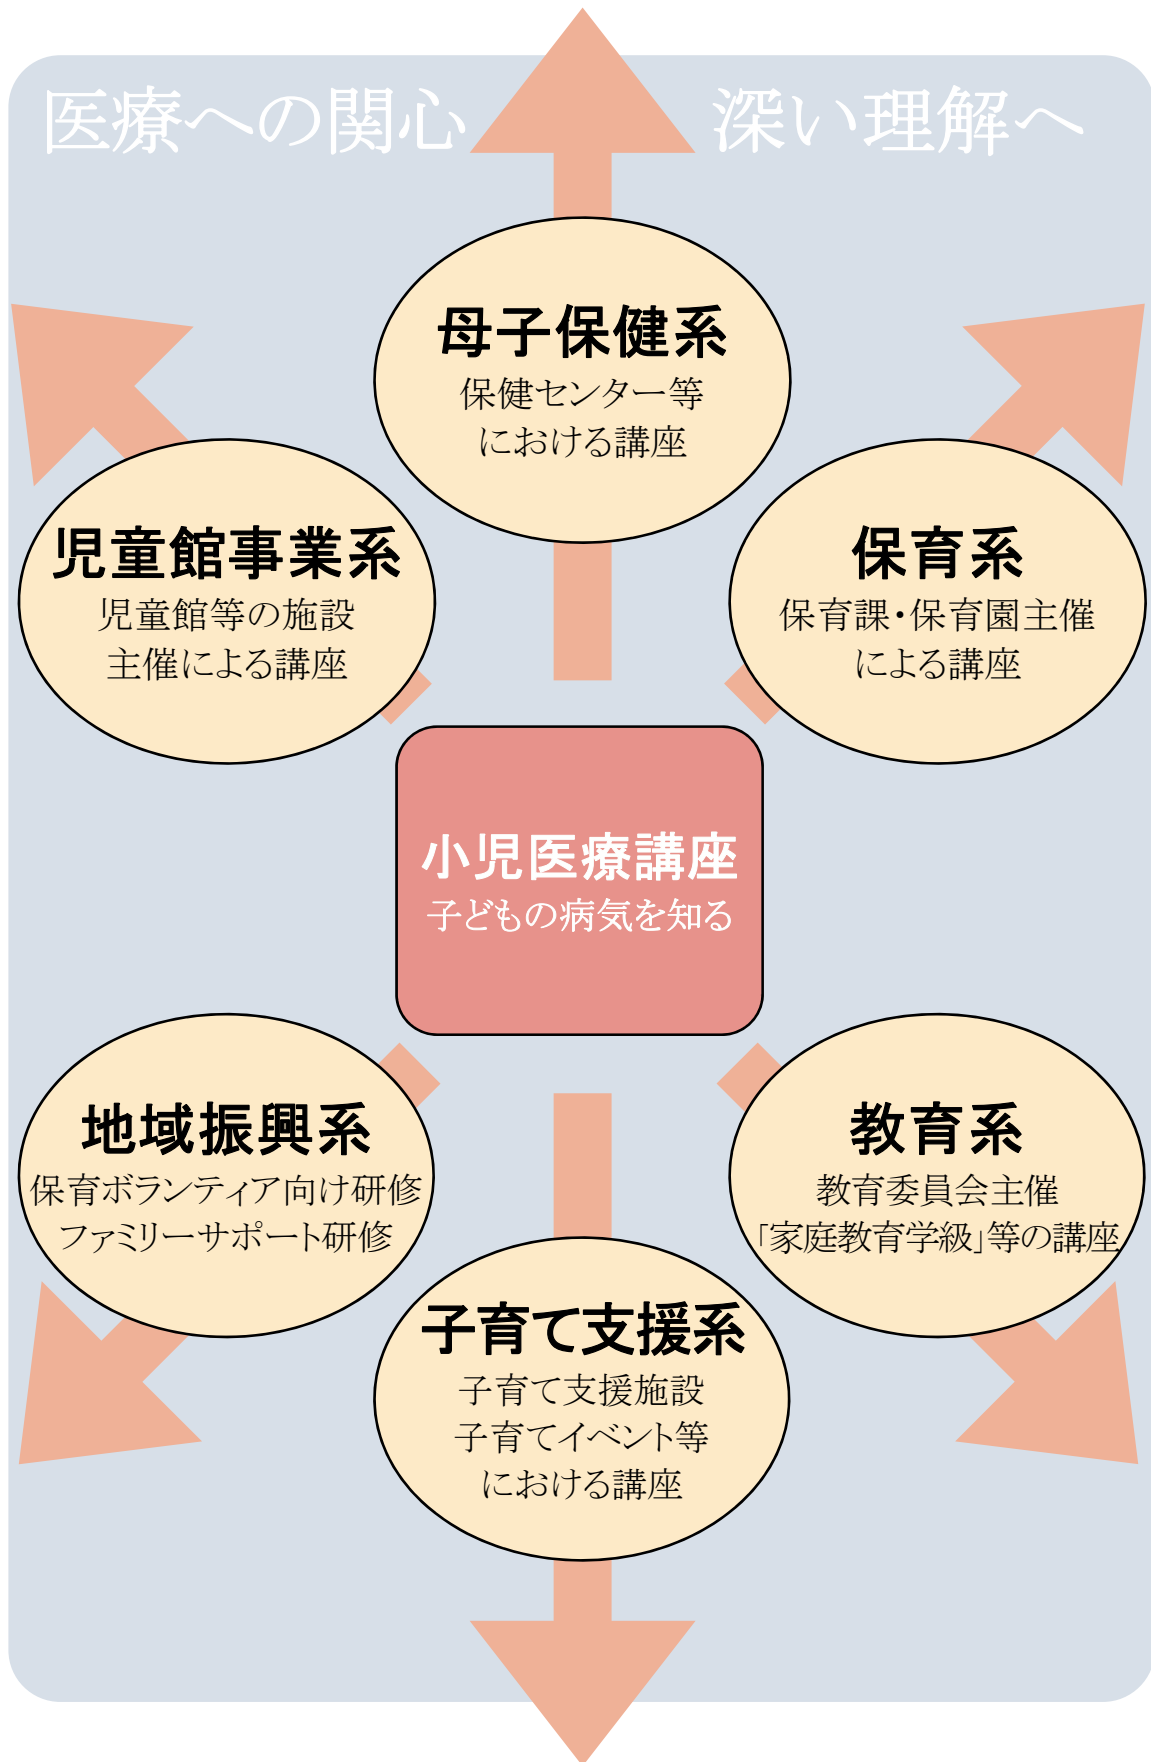 医療への関心
深い理解へ
母子保健系
保健センター等
における講座
児童館事業系
児童館等の施設
主催による講座
保育系
保育課・保育園主催
による講座
小児医療講座
子どもの病気を知る
地域振興系
保育ボランティア向け研修
ファミリーサポート研修
教育系
教育委員会主催
「家庭教育学級」等の講座
子育て支援系
子育て支援施設
子育てイベント等
における講座